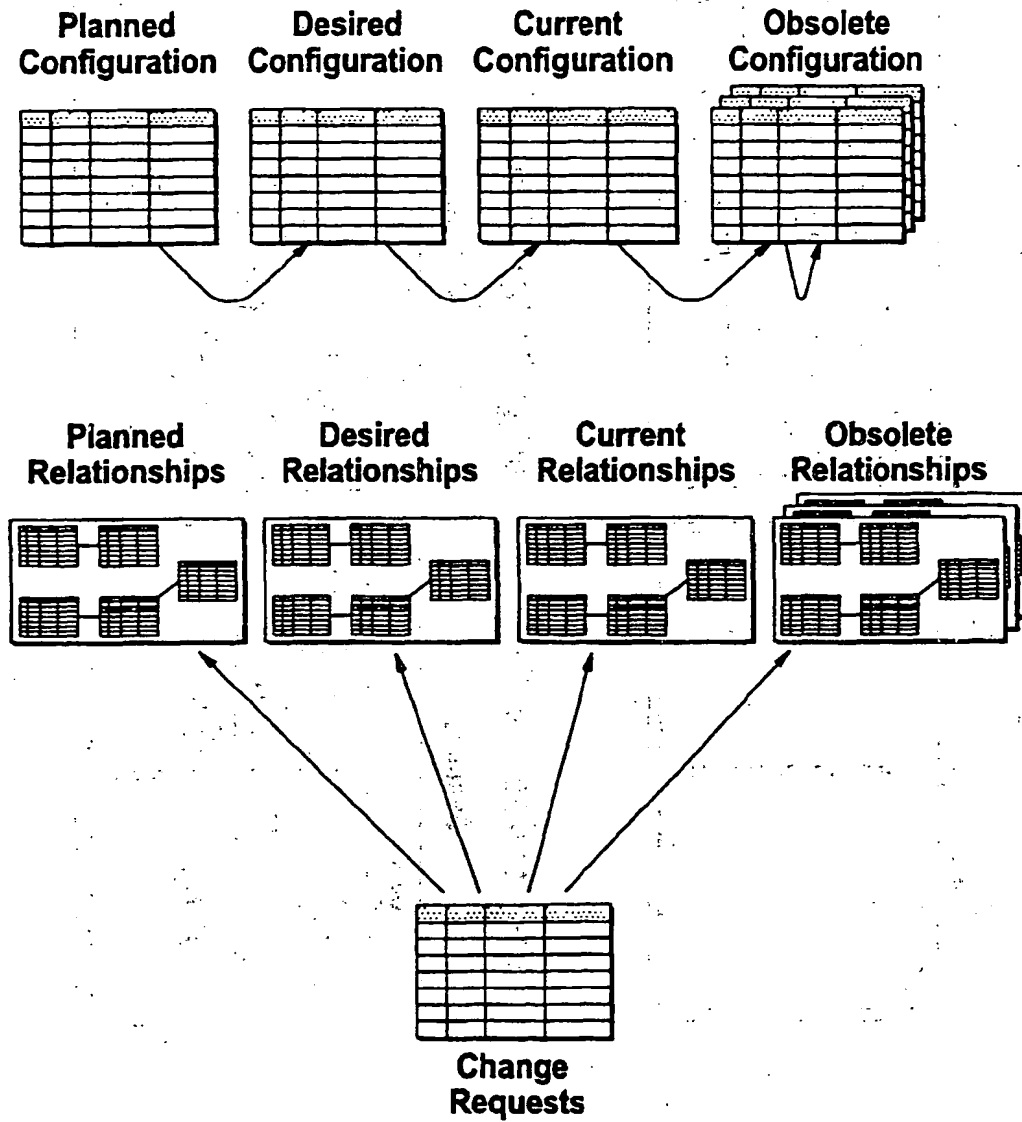 Planned
Configuration
Desired
Configuration
Current
Configuration
Obsolete
Configuration
Planned
Relationships
Desired
Relationships
Current
Relationships
Obsolete
Relationships
Change
Requests